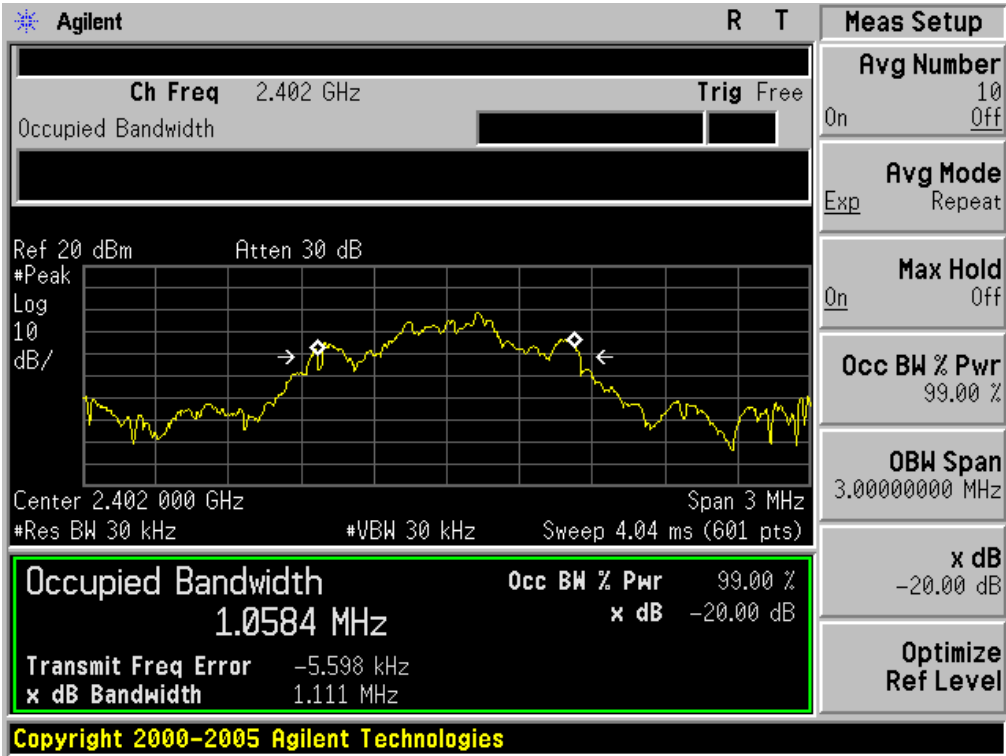 Agilent R T
Ch Freq 2.402 GHz Trig Free
Occupied Bandwidth
Ref 20 dBm Atten 30 dB
#Peak
Log
10
dB/
Center 2.402 000 GHz Span 3 MHz
#Res BW 30 kHz #VBW 30 kHz Sweep 4.04 ms (601 pts)
Occupied Bandwidth Occ BW % Pwr 99.00 %
1.0584 MHz x dB -20.00 dB
Transmit Freq Error -5.598 kHz
x dB Bandwidth 1.111 MHz
Copyright 2000-2005 Agilent Technologies
Meas Setup
Avg Number
10
On Off
Avg Mode
Exp Repeat
Max Hold
On Off
Occ BW % Pwr
99.00 %
OBW Span
3.00000000 MHz
x dB
-20.00 dB
Optimize
Ref Level